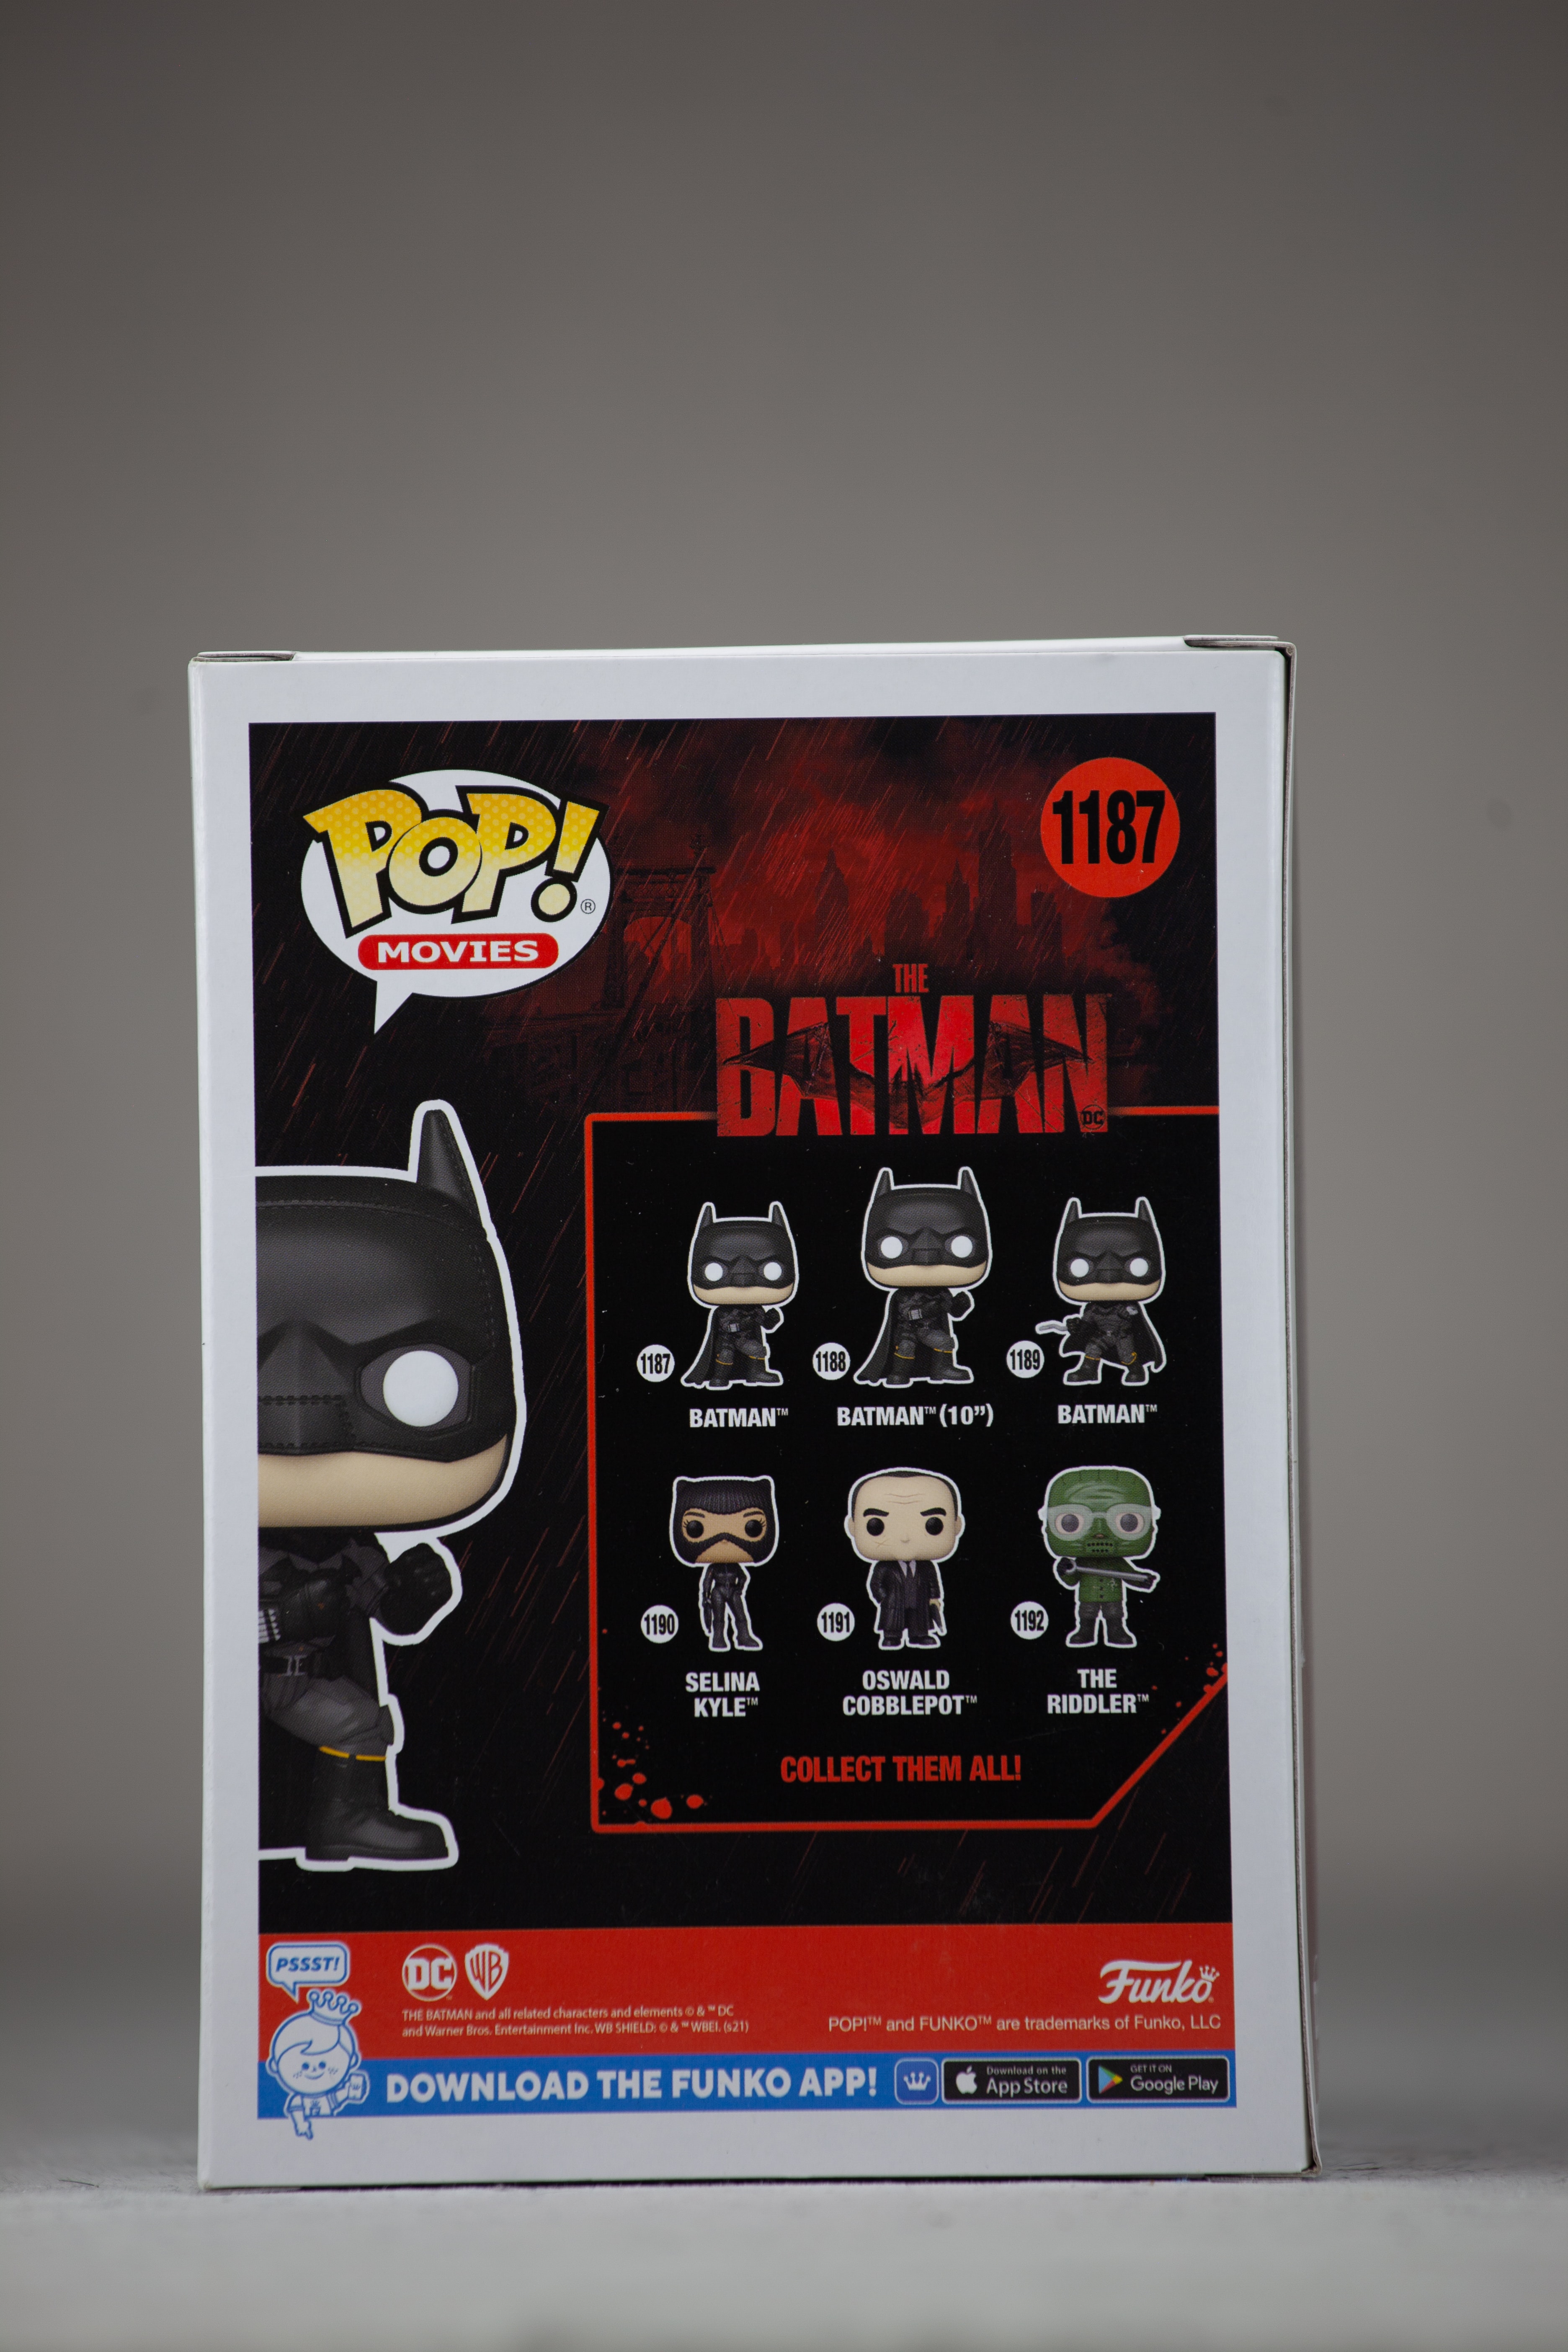 POP!®
MOVIES
1187
THE
BATMAN
DC
1187
1188
1189
BATMAN™
BATMAN™ (10”)
BATMAN™
1190
1191
1192
SELINA
KYLE™
OSWALD
COBBLEPOT™
THE
RIDDLER™
COLLECT THEM ALL!
PSSST!
DC
WB
Funko
THE BATMAN and all related characters and elements © & ™ DC
and Warner Bros. Entertainment Inc. WB SHIELD: © & ™ WBEI. (s21)
POP!™ and FUNKO™ are trademarks of Funko, LLC
DOWNLOAD THE FUNKO APP!
Download on the
App Store
GET IT ON
Google Play